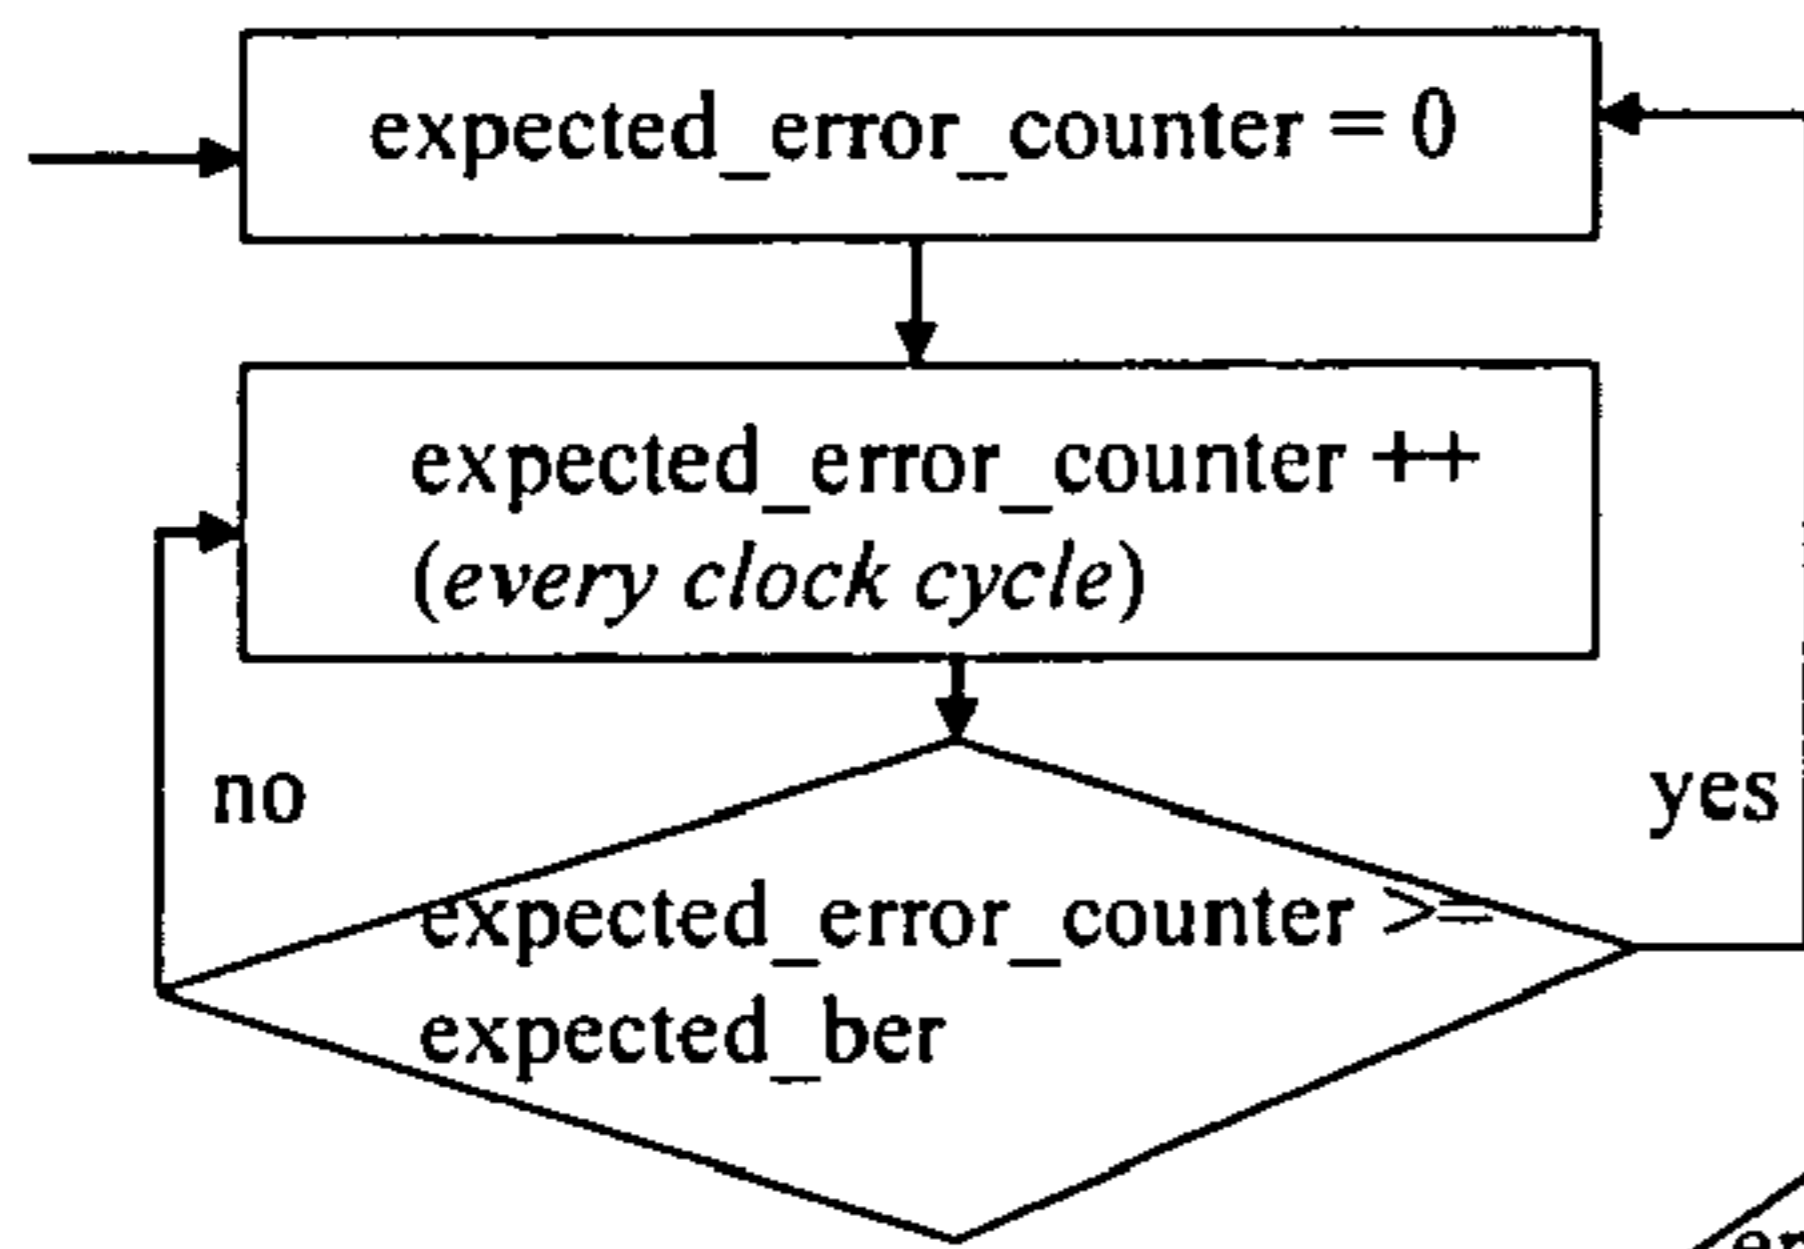 expected_error_counter = 0
expected_error_counter ++
(every clock cycle)
no
yes
expected_error_counter >=
expected_ber